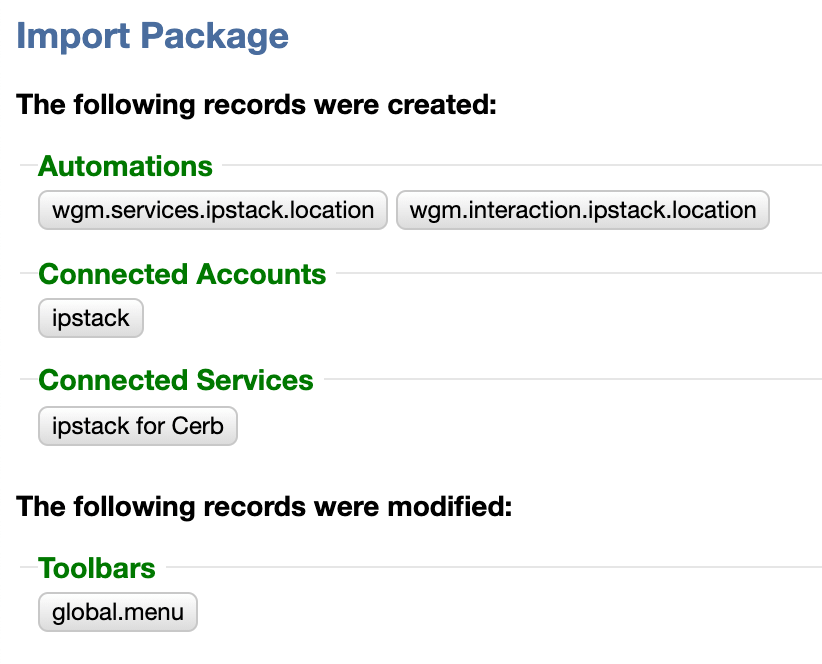 Import Package
The following records were created:
Automations
wgm.services.ipstack.location wgm.interaction.ipstack.location
Connected Accounts
ipstack
Connected Services
ipstack for Cerb
The following records were modified:
Toolbars
global.menu